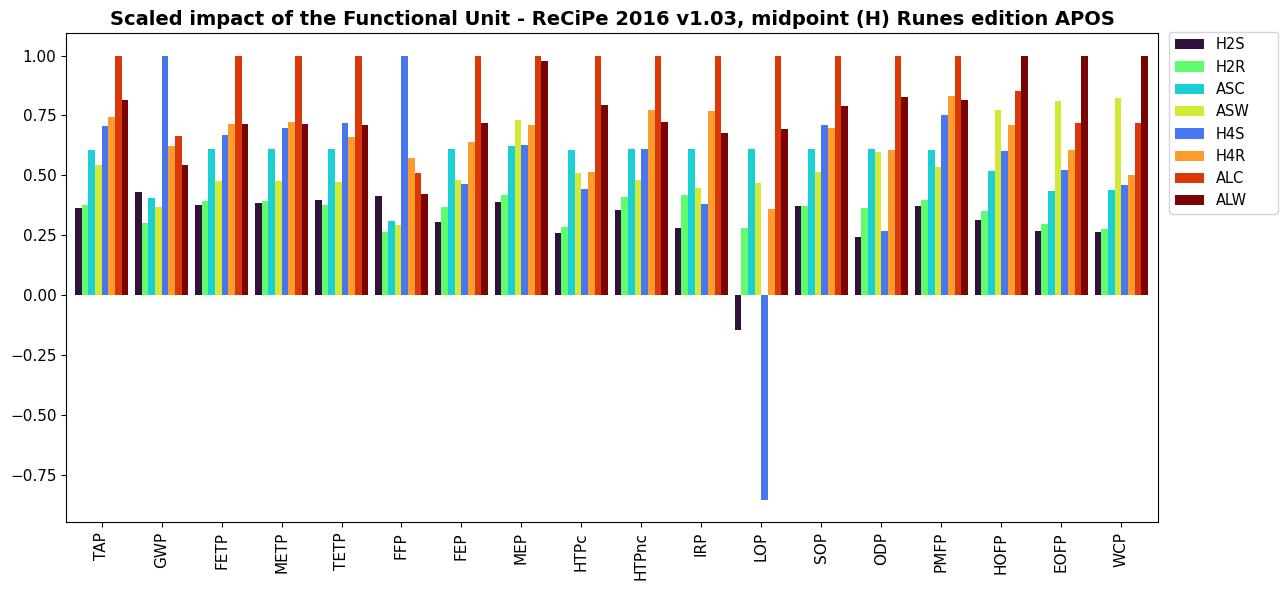 Scaled impact of the Functional Unit - ReCiPe 2016 v1.03, midpoint (H) Runes edition APOS
1.00
0.75
0.50
0.25
0.00
−0.25
−0.50
−0.75
TAP
GWP
FETP
METP
TETP
FFP
FEP
MEP
HTPc
HTPnc
IRP
LOP
SOP
ODP
PMFP
HOFP
EOFP
WCP
H2S
H2R
ASC
ASW
H4S
H4R
ALC
ALW